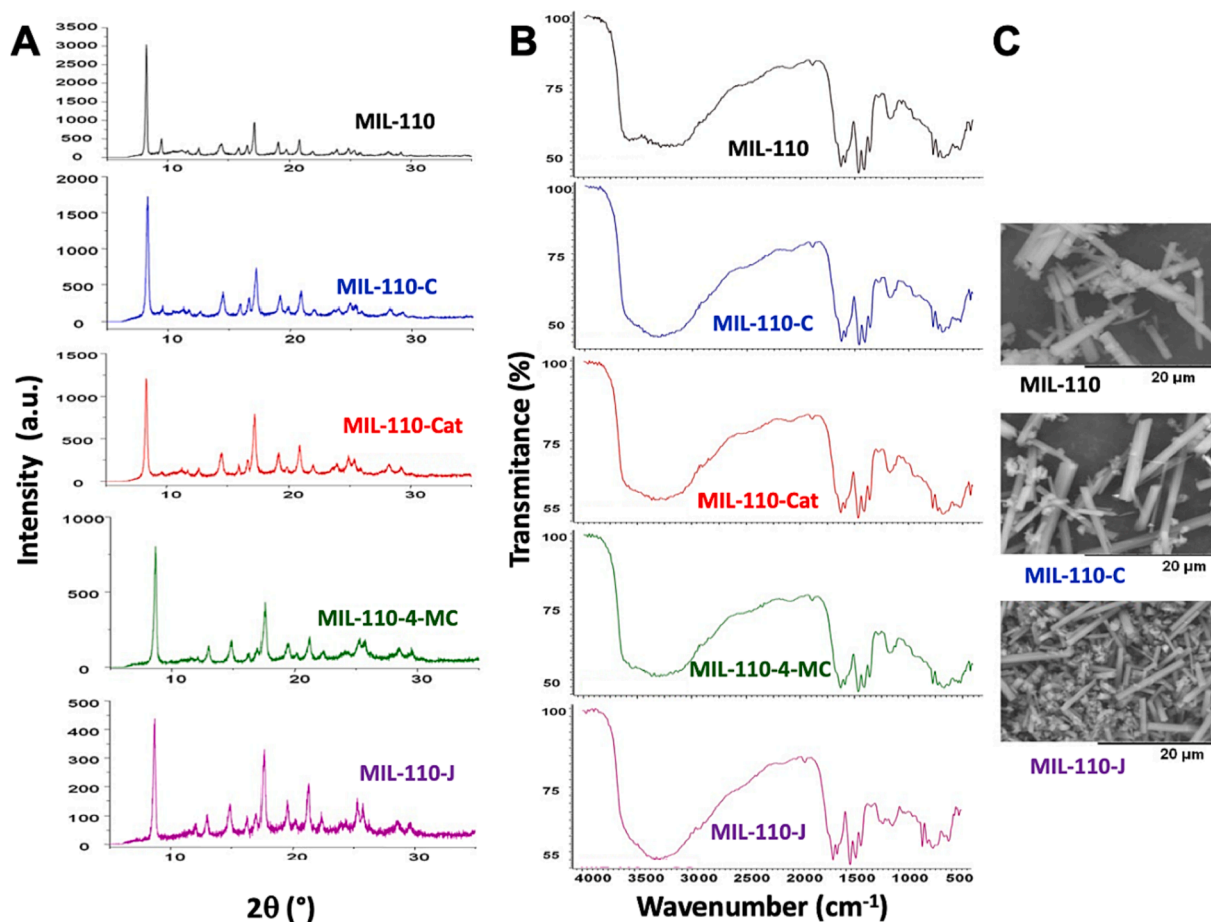 A
B
C
Intensity (a.u.)
3500
3000
2500
2000
1500
1000
500
0
10
20
30
MIL-110
2000
1500
1000
500
0
10
20
30
MIL-110-C
1500
1000
500
0
10
20
30
MIL-110-Cat
1000
500
0
10
20
30
MIL-110-4-MC
500
400
300
200
100
0
10
20
30
MIL-110-J
2θ (°)
Transmitance (%)
100
75
50
MIL-110
100
75
50
MIL-110-C
100
75
55
MIL-110-Cat
100
75
50
MIL-110-4-MC
100
75
55
MIL-110-J
4000
3500
3000
2500
2000
1500
1000
500
Wavenumber (cm⁻¹)
20 µm
MIL-110
20 µm
MIL-110-C
20 µm
MIL-110-J